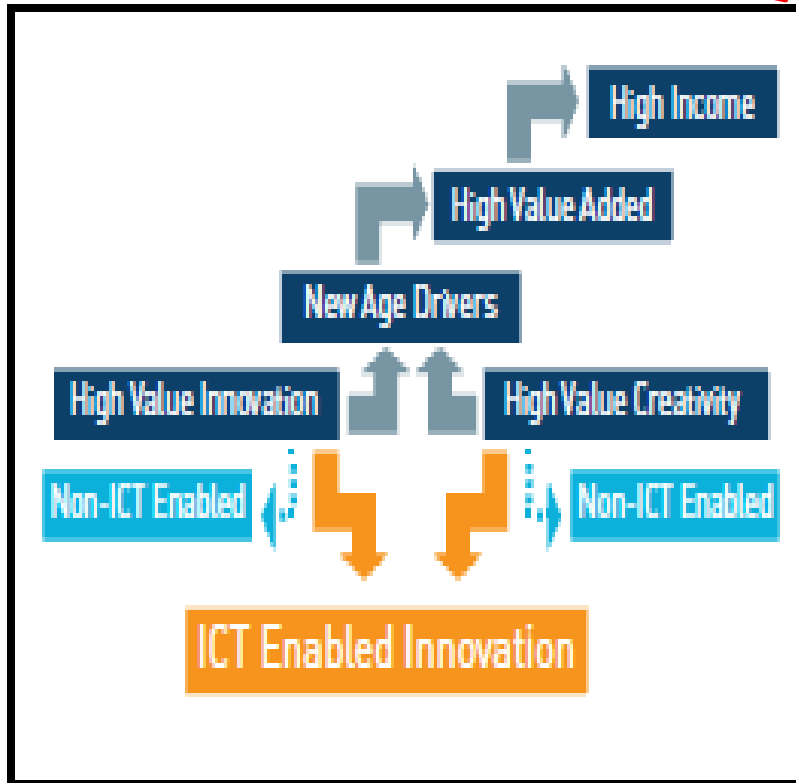 High Income
High Value Added
New Age Drivers
High Value Innovation
High Value Creativity
Non-ICT Enabled
Non-ICT Enabled
ICT Enabled Innovation